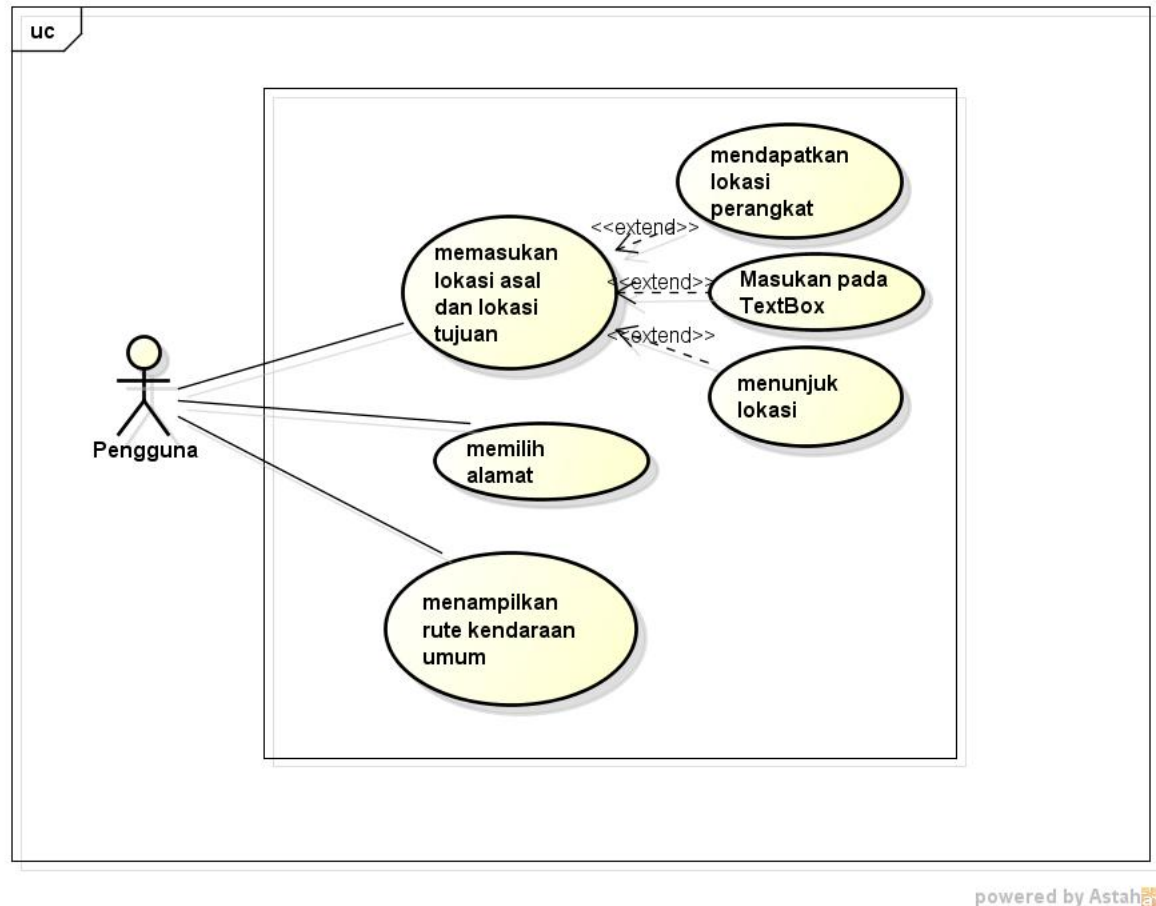 uc
mendapatkan
lokasi
perangkat
<<extend>>
memasukan
lokasi asal
dan lokasi
tujuan
<<extend>>
Masukan pada
TextBox
<<extend>>
menunjuk
lokasi
Pengguna
memilih
alamat
menampilkan
rute kendaraan
umum
powered by Astah